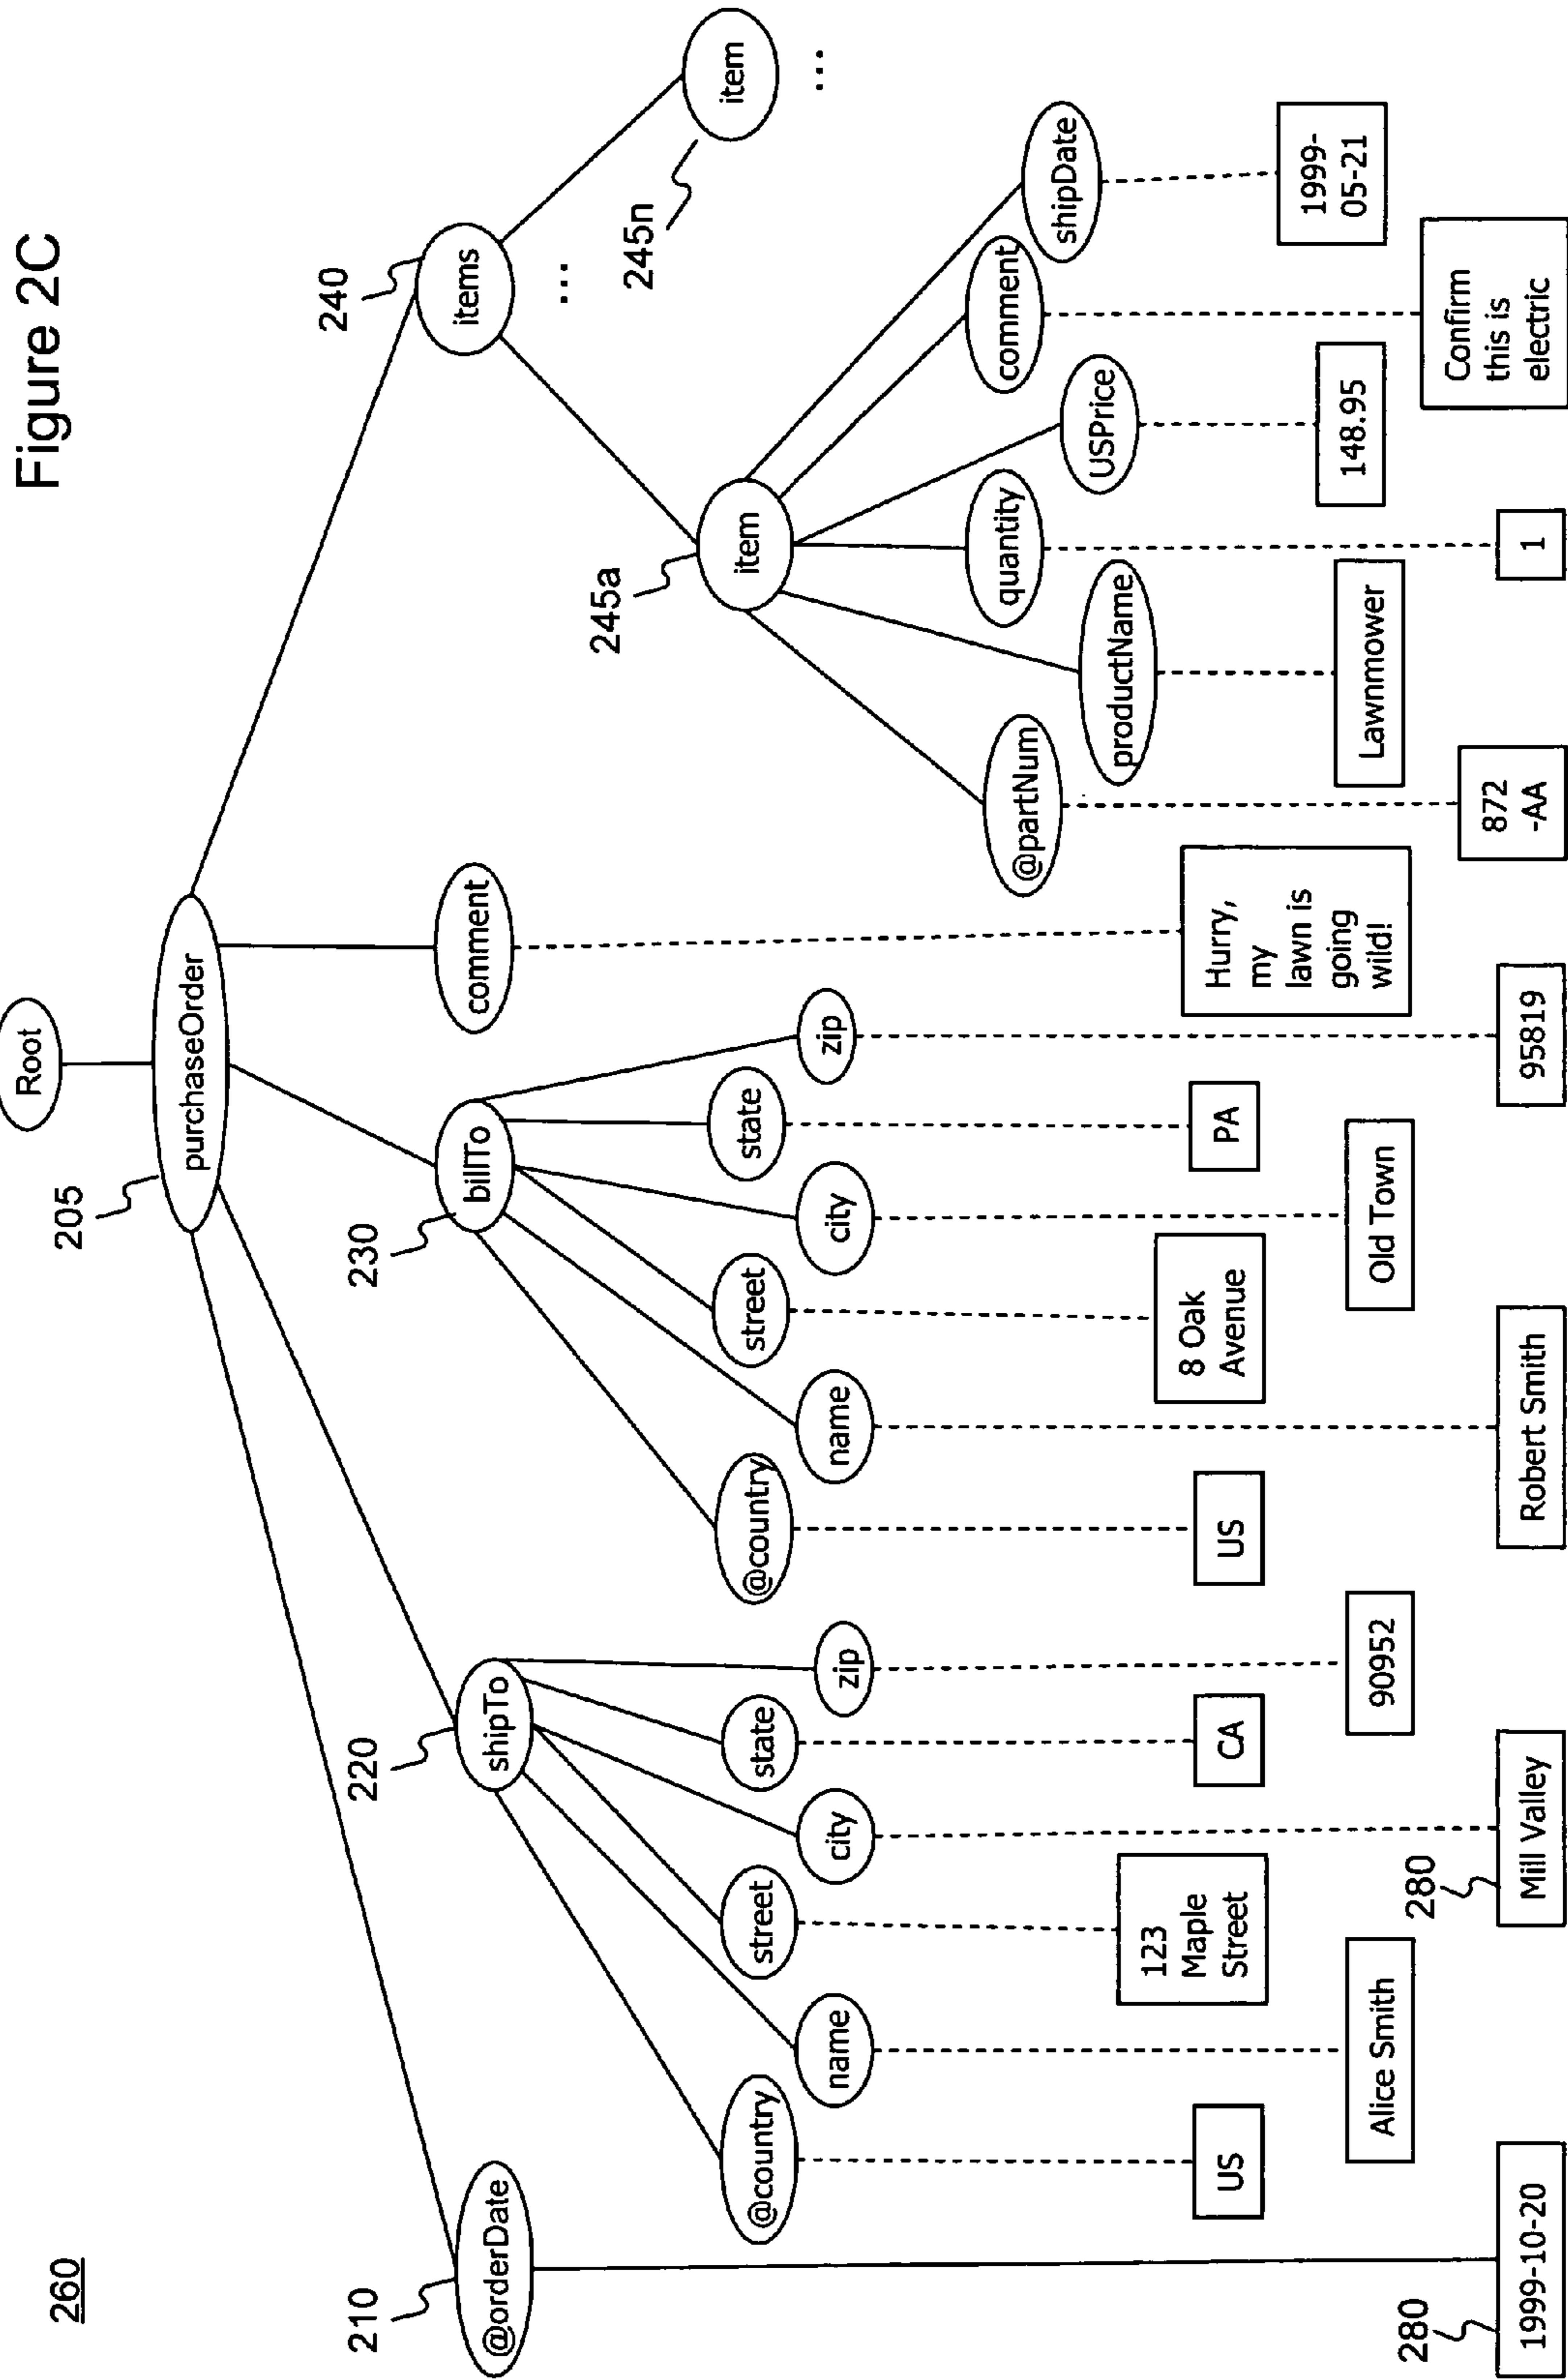 Figure 2C
260
Root
205
purchaseOrder
210
@orderDate
220
shipTo
230
billTo
comment
240
items
@country
name
street
city
state
zip
@country
name
street
city
state
zip
245a
item
...
245n
item
...
@partNum
productName
quantity
USPrice
comment
shipDate
280
1999-10-20
US
Alice Smith
123
Maple
Street
280
Mill Valley
CA
90952
US
Robert Smith
8 Oak
Avenue
Old Town
PA
95819
Hurry,
my
lawn is
going
wild!
872
-AA
Lawnmower
1
148.95
Confirm
this is
electric
1999-
05-21